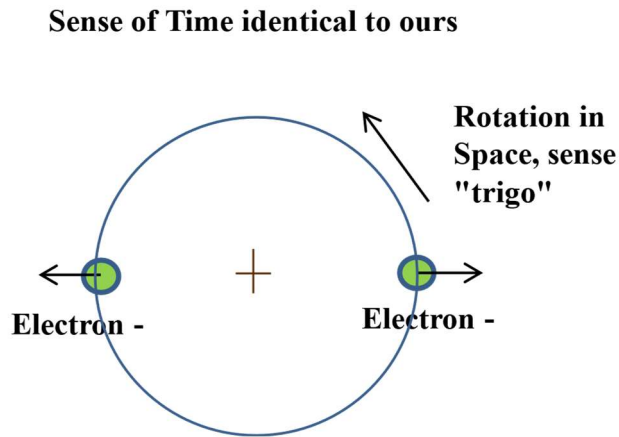 Sense of Time identical to ours
Rotation in
Space, sense
"trigo"
Electron -
Electron -